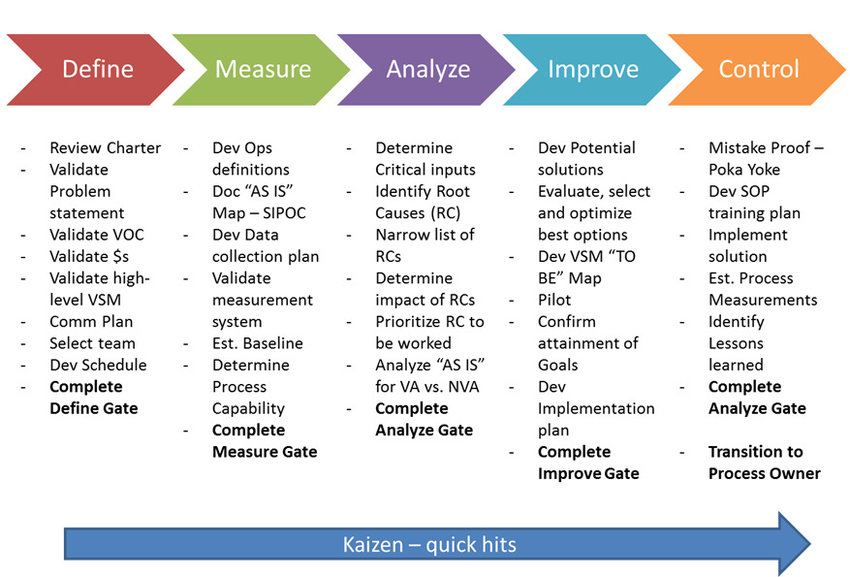 Define
Measure
Analyze
Improve
Control
- Review Charter
- Validate
Problem
statement
- Validate VOC
- Validate $s
- Validate high-
level VSM
- Comm Plan
- Select team
- Dev Schedule
- Complete
Define Gate
- Dev Ops
definitions
- Doc “AS IS”
Map – SIPOC
- Dev Data
collection plan
- Validate
measurement
system
- Est. Baseline
- Determine
Process
Capability
- Complete
Measure Gate
- Determine
Critical inputs
- Identify Root
Causes (RC)
- Narrow list of
RCs
- Determine
impact of RCs
- Prioritize RC to
be worked
- Analyze “AS IS”
for VA vs. NVA
- Complete
Analyze Gate
- Dev Potential
solutions
- Evaluate, select
and optimize
best options
- Dev VSM “TO
BE” Map
- Pilot
- Confirm
attainment of
Goals
- Dev
Implementation
plan
- Complete
Improve Gate
- Mistake Proof –
Poka Yoke
- Dev SOP
training plan
- Implement
solution
- Est. Process
Measurements
- Identify
Lessons
learned
- Complete
Analyze Gate
- Transition to
Process Owner
Kaizen – quick hits